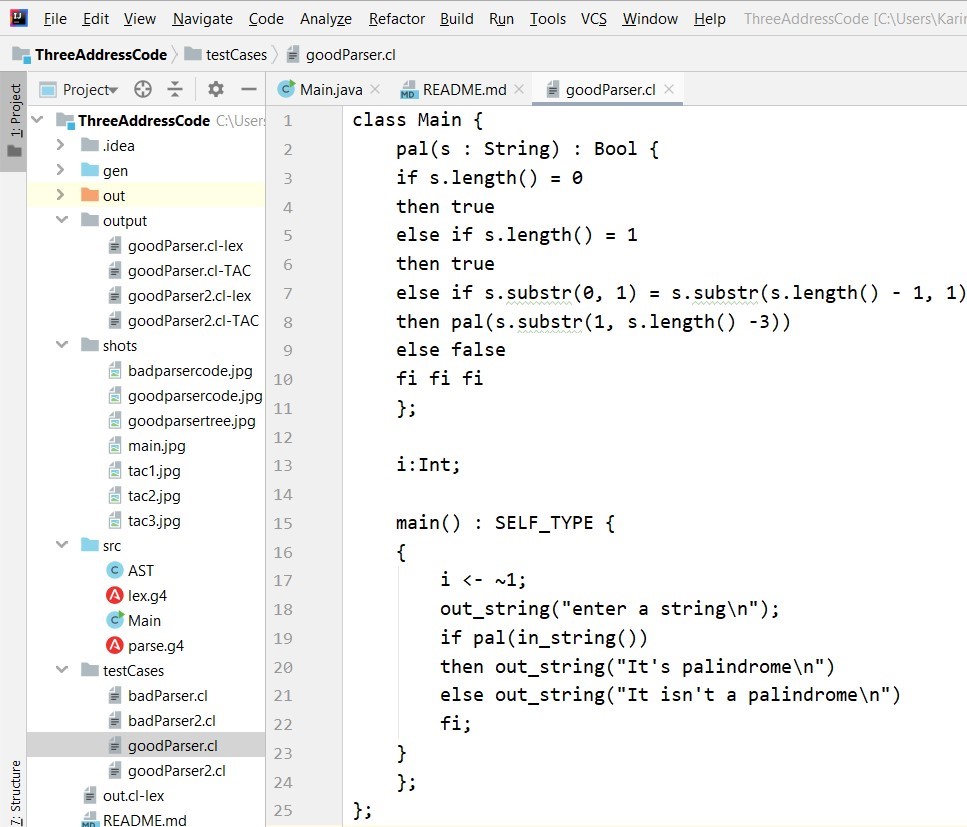 File Edit View Navigate Code Analyze Refactor Build Run Tools VCS Window Help ThreeAddressCode [C:\Users\Karin
ThreeAddressCode testCases goodParser.cl
1: Project
Project
Main.java README.md goodParser.cl
ThreeAddressCode C:\Users
.idea
gen
out
output
goodParser.cl-lex
goodParser.cl-TAC
goodParser2.cl-lex
goodParser2.cl-TAC
shots
badparsercode.jpg
goodparsercode.jpg
goodparsertree.jpg
main.jpg
tac1.jpg
tac2.jpg
tac3.jpg
src
AST
lex.g4
Main
parse.g4
testCases
badParser.cl
badParser2.cl
goodParser.cl
goodParser2.cl
out.cl-lex
README.md
7: Structure
1 class Main {
2 pal(s : String) : Bool {
3 if s.length() = 0
4 then true
5 else if s.length() = 1
6 then true
7 else if s.substr(0, 1) = s.substr(s.length() - 1, 1)
8 then pal(s.substr(1, s.length() -3))
9 else false
10 fi fi fi
11 };
12
13 i:Int;
14
15 main() : SELF_TYPE {
16 {
17 i <- ~1;
18 out_string("enter a string\n");
19 if pal(in_string())
20 then out_string("It's palindrome\n")
21 else out_string("It isn't a palindrome\n")
22 fi;
23 }
24 };
25 };